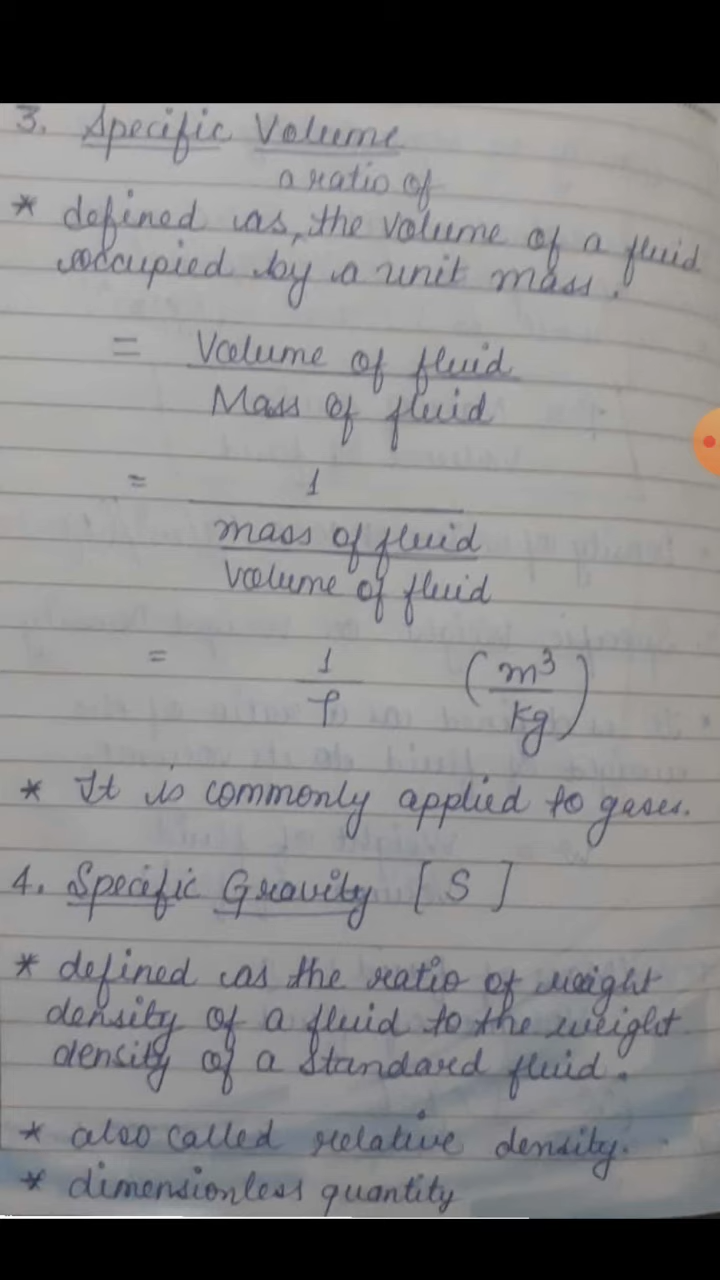 3. Specific Volume
a ratio of
* defined as, the volume of a fluid
occupied by a unit mass.
= Volume of fluid
Mass of fluid
= 1
mass of fluid
Volume of fluid
= 1 (m³
ρ kg)
* It is commonly applied to gases.
4. Specific Gravity [S]
* defined as the ratio of weight
density of a fluid to the weight
density of a standard fluid.
* also called relative density.
* dimensionless quantity